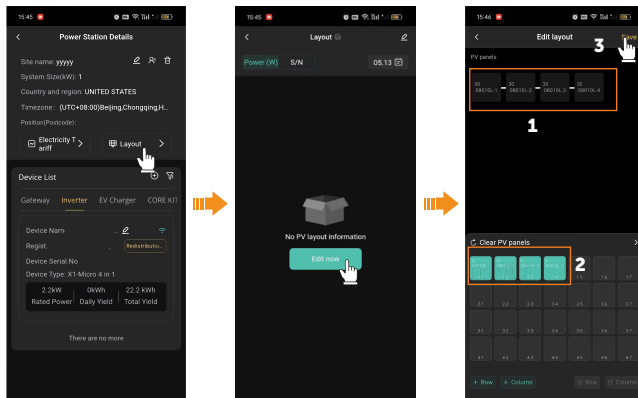 15:45
Power Station Details
Site name: yyyyy
System Size(kW): 1
Country and region: UNITED STATES
Timezone: (UTC+08:00)Beijing,Chongqing,H...
Position(Postcode):
Electricity T
ariff
Layout
Device List
Gateway Inverter EV Charger CORE KIT
Device Nam
Regist.
Redistributio...
Device Serial No
Device Type: X1-Micro 4 in 1
2.2kW 0kWh 22.2 kWh
Rated Power Daily Yield Total Yield
There are no more
15:45
Layout
Power (W) S/N 05.13
No PV layout information
Edit now
15:46
Edit layout
Save
3
PV panels
1
Clear PV panels
2
+ Row + Column
Row Column